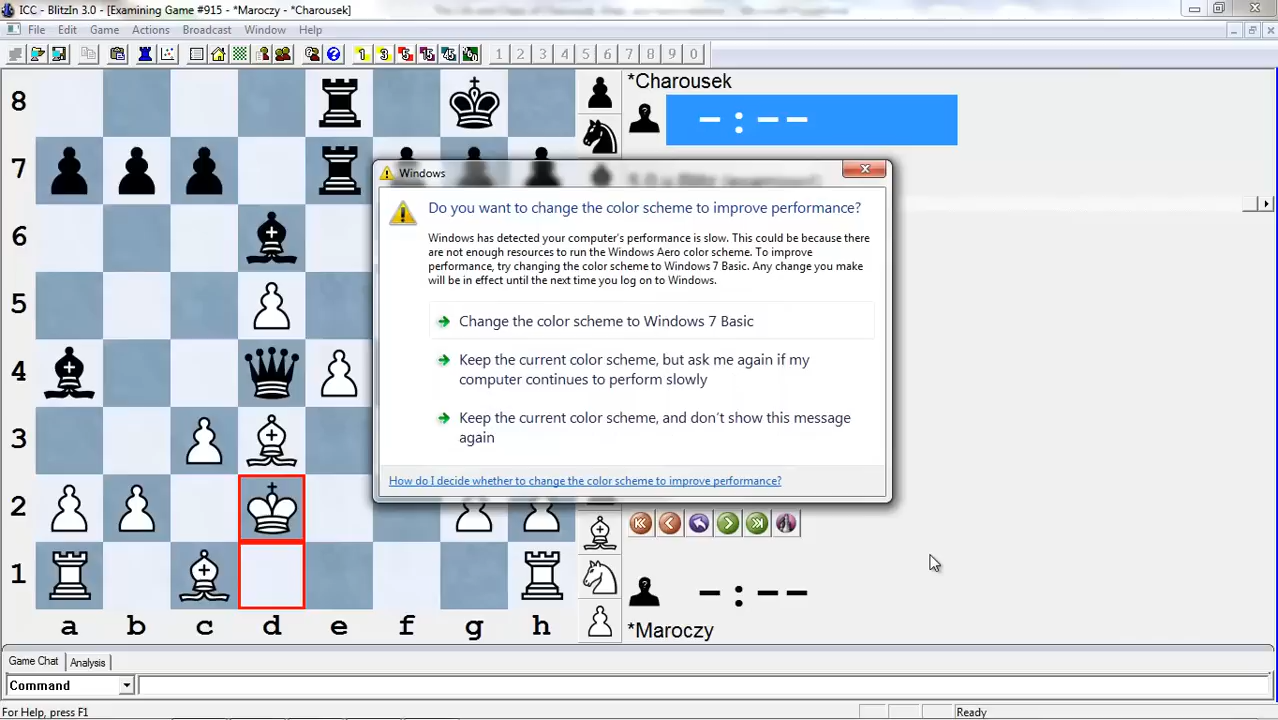 ICC - BlitzIn 3.0 - [Examining Game #915 - *Maroczy - *Charousek]
File Edit Game Actions Broadcast Window Help
1 3 5 15 45
1 2 3 4 5 6 7 8 9 0
8
7
6
5
4
3
2
1
a b c d e f g h
*Charousek
- : - -
Windows
Do you want to change the color scheme to improve performance?
Windows has detected your computer's performance is slow. This could be because there
are not enough resources to run the Windows Aero color scheme. To improve
performance, try changing the color scheme to Windows 7 Basic. Any change you make
will be in effect until the next time you log on to Windows.
Change the color scheme to Windows 7 Basic
Keep the current color scheme, but ask me again if my
computer continues to perform slowly
Keep the current color scheme, and don't show this message
again
How do I decide whether to change the color scheme to improve performance?
- : - -
*Maroczy
Game Chat Analysis
Command
For Help, press F1
Ready